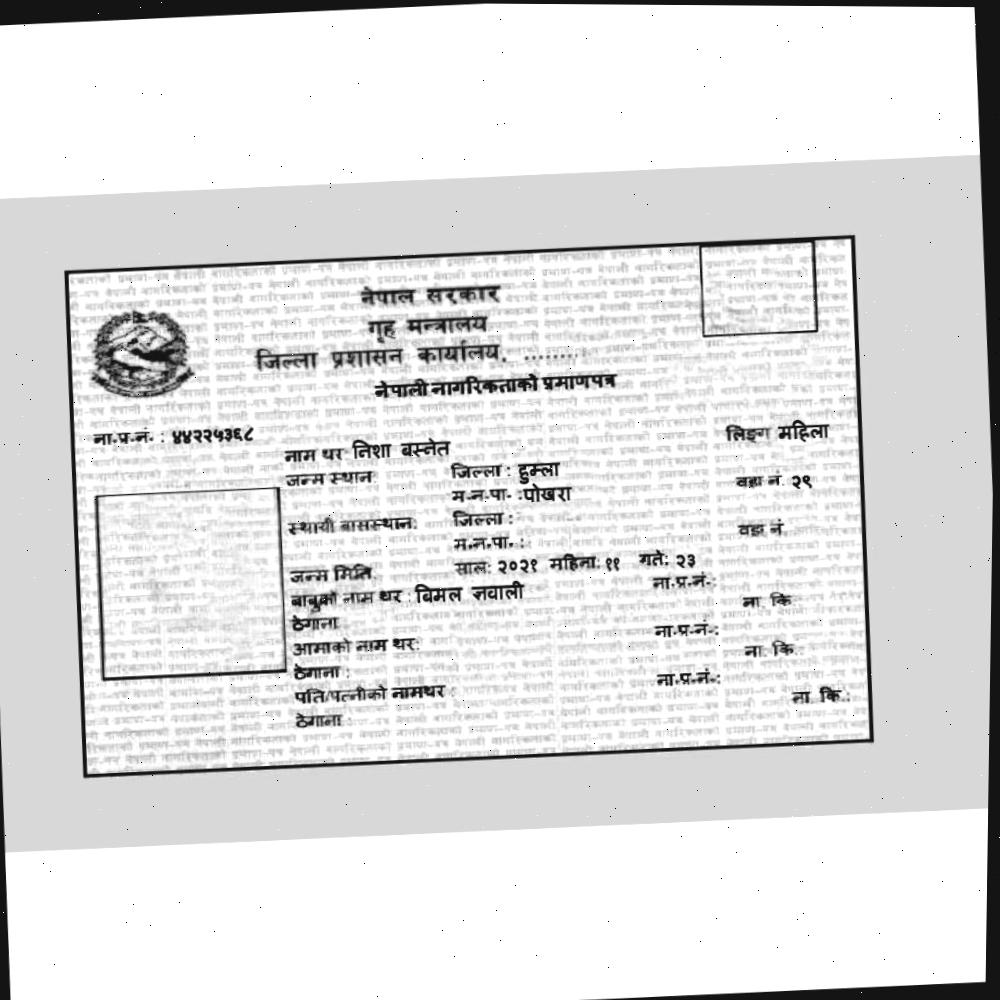 नेपाल सरकार
गृह मन्त्रालय
जिल्ला प्रशासन कार्यालय, .........
नेपाली नागरिकताको प्रमाणपत्र
ना.प्र.नं. : ४४२२५३६८
लिङ्ग महिला
नाम थर निशा बस्नेत
जन्म स्थान: जिल्ला : हुम्ला
म.न.पा. :पोखरा वडा नं. २९
स्थायी बासस्थान: जिल्ला :
म.न.पा. : वडा नं.
जन्म मिति साल: २०२१ महिना: ११ गते: २३
बाबुको नाम थर : बिमल ज्ञवाली ना.प्र.नं.:
ठेगाना ना. कि
आमाको नाम थर: ना.प्र.नं.:
ठेगाना : ना. कि.:
पति/पत्नीको नामथर : ना.प्र.नं.:
ठेगाना : ना. कि.: